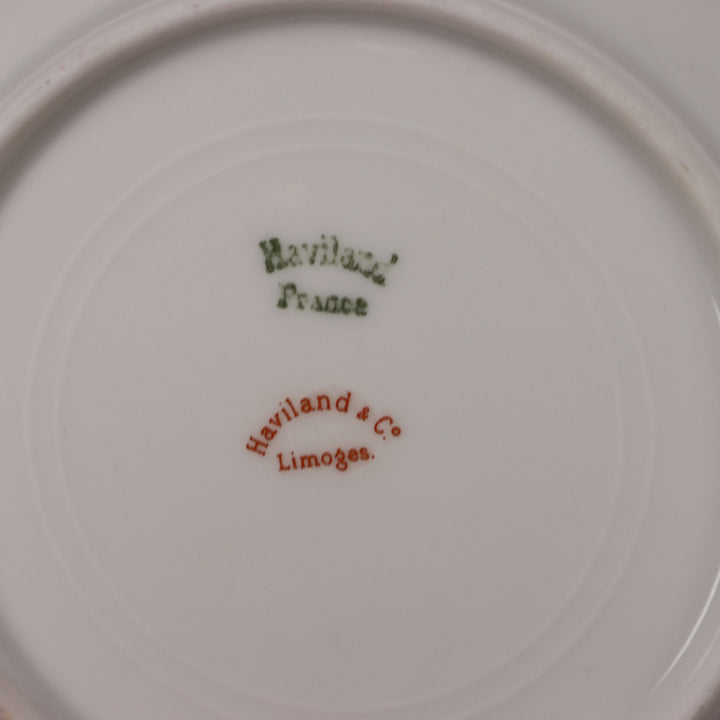 Haviland
France
Haviland & Co
Limoges.